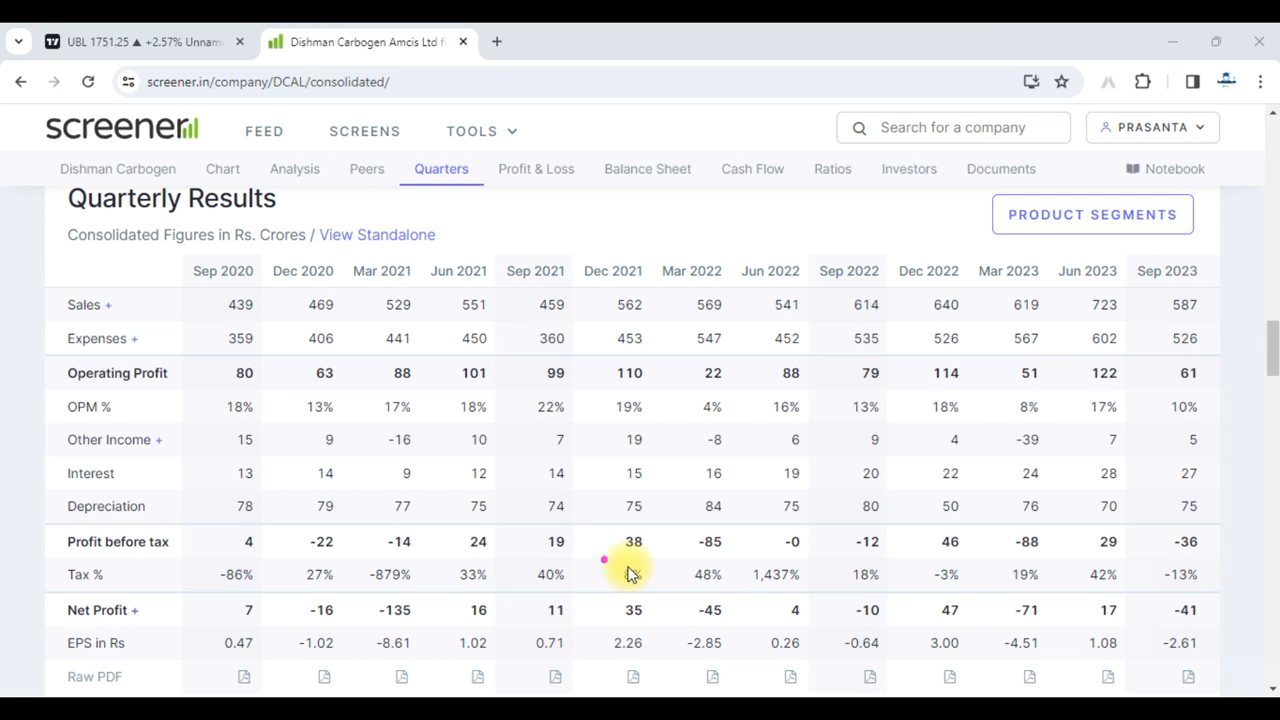 UBL 1751.25 ▲ +2.57% Unnam
Dishman Carbogen Amcis Ltd fi
screener.in/company/DCAL/consolidated/
screener
FEED SCREENS TOOLS
Search for a company
PRASANTA
Dishman Carbogen Chart Analysis Peers Quarters Profit & Loss Balance Sheet Cash Flow Ratios Investors Documents Notebook
Quarterly Results
PRODUCT SEGMENTS
Consolidated Figures in Rs. Crores / View Standalone
Sep 2020 Dec 2020 Mar 2021 Jun 2021 Sep 2021 Dec 2021 Mar 2022 Jun 2022 Sep 2022 Dec 2022 Mar 2023 Jun 2023 Sep 2023
Sales + 439 469 529 551 459 562 569 541 614 640 619 723 587
Expenses + 359 406 441 450 360 453 547 452 535 526 567 602 526
Operating Profit 80 63 88 101 99 110 22 88 79 114 51 122 61
OPM % 18% 13% 17% 18% 22% 19% 4% 16% 13% 18% 8% 17% 10%
Other Income + 15 9 -16 10 7 19 -8 6 9 4 -39 7 5
Interest 13 14 9 12 14 15 16 19 20 22 24 28 27
Depreciation 78 79 77 75 74 75 84 75 80 50 76 70 75
Profit before tax 4 -22 -14 24 19 38 -85 -0 -12 46 -88 29 -36
Tax % -86% 27% -879% 33% 40% 48% 1,437% 18% -3% 19% 42% -13%
Net Profit + 7 -16 -135 16 11 35 -45 4 -10 47 -71 17 -41
EPS in Rs 0.47 -1.02 -8.61 1.02 0.71 2.26 -2.85 0.26 -0.64 3.00 -4.51 1.08 -2.61
Raw PDF